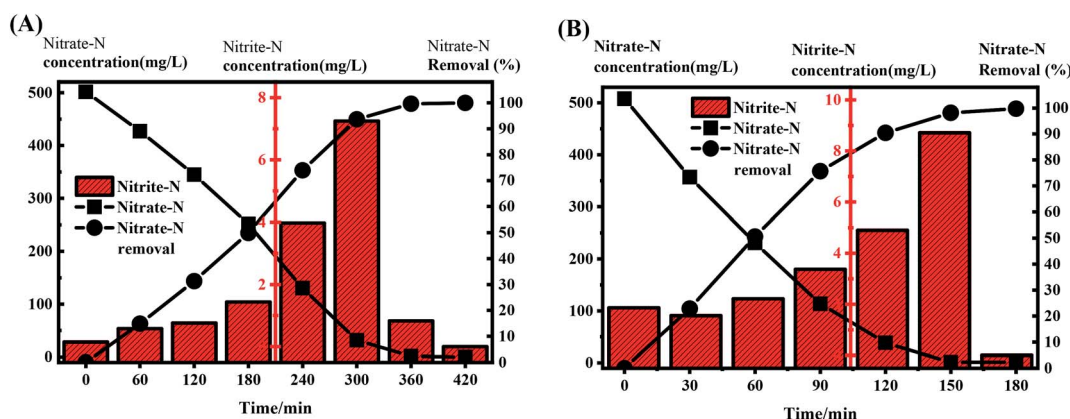 (A)
Nitrate-N
concentration(mg/L)
Nitrite-N
concentration(mg/L)
Nitrate-N
Removal (%)
500
400
300
200
100
0
8
6
4
2
100
90
80
70
60
50
40
30
20
10
0
Nitrite-N
Nitrate-N
Nitrate-N
removal
0 60 120 180 240 300 360 420
Time/min
(B)
Nitrate-N
concentration(mg/L)
Nitrite-N
concentration(mg/L)
Nitrate-N
Removal (%)
500
400
300
200
100
0
10
8
6
4
100
90
80
70
60
50
40
30
20
10
0
Nitrite-N
Nitrate-N
Nitrate-N
removal
0 30 60 90 120 150 180
Time/min